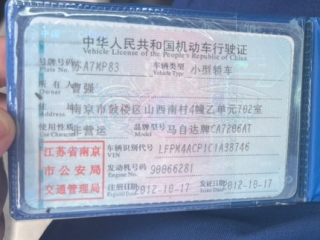 中华人民共和国机动车行驶证
Vehicle License of the People's Republic of China
号牌号码 苏A7MP83 车辆类型 小型轿车
Plate No. Vehicle Type
所有人 曹强
南京市鼓楼区山西南村4幢乙单元702室
使用性质 非营运 品牌型号 马自达牌CA7206AT
江苏省南京市公安局交通管理局
车辆识别代号 LFPM4ACP1C1A38746
VIN
发动机号码 90066281
Engine No.
注册日期 2012-10-17 发证日期 2012-10-17